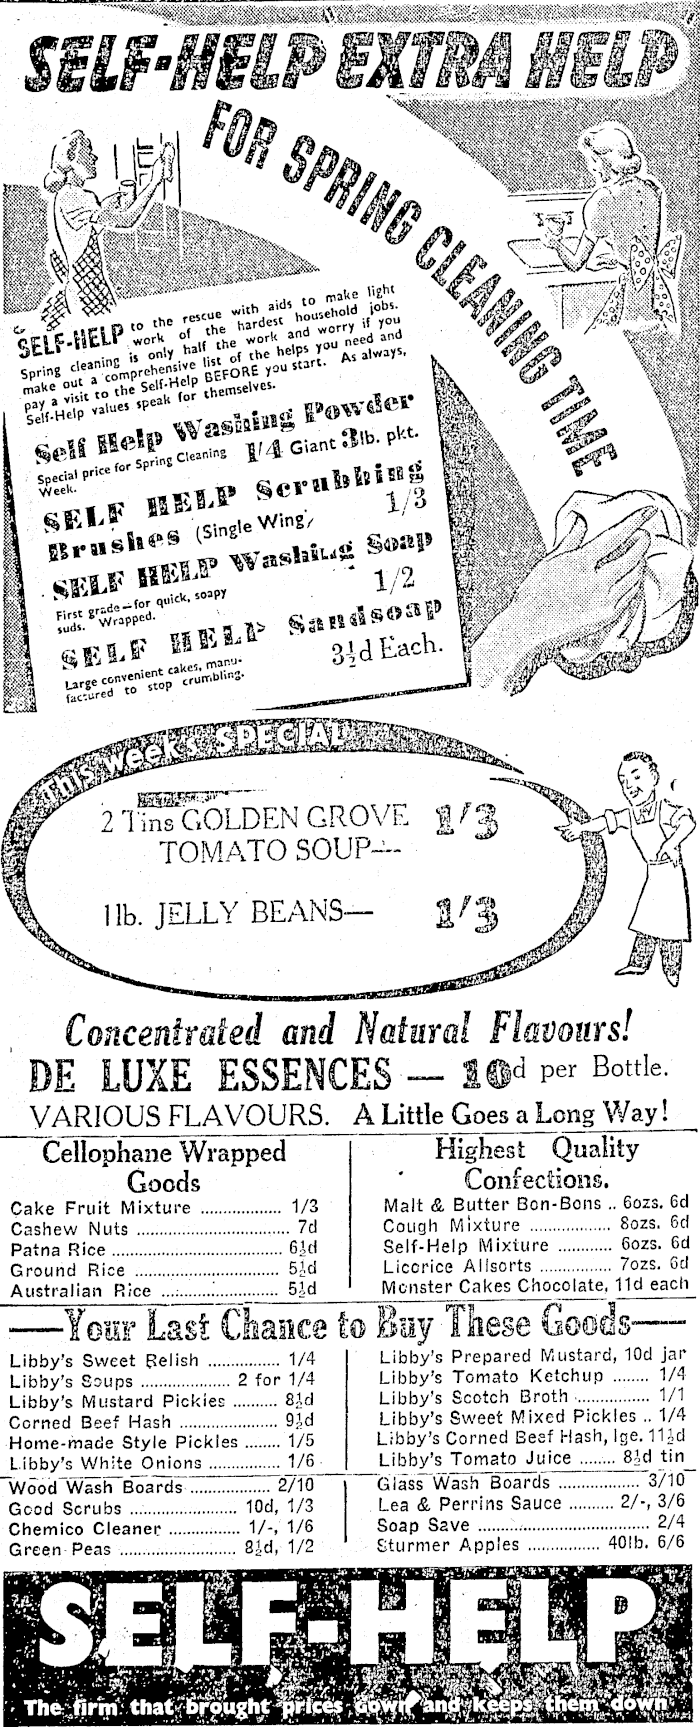 SELF-HELP EXTRA HELP
FOR SPRING CLEANING TIME
SELF-HELP to the rescue with aids to make light
work of the hardest household jobs.
Spring cleaning is only half the work and worry if you
make out a comprehensive list of the helps you need and
pay a visit to the Self-Help BEFORE you start. As always,
Self-Help values speak for themselves.
Self Help Washing Powder
Special price for Spring Cleaning Week. 1/4 Giant 3lb. pkt.
SELF HELP Scrubbing
Brushes (Single Wing) 1/3
SELF HELP Washing Soap
First grade—for quick, soapy
suds. Wrapped. 1/2
SELF HELP Sandsoap
Large convenient cakes, manu-
factured to stop crumbling. 3½d Each.
This week's SPECIAL
2 Tins GOLDEN GROVE
TOMATO SOUP— 1/3
1lb. JELLY BEANS— 1/3
Concentrated and Natural Flavours!
DE LUXE ESSENCES — 10d per Bottle.
VARIOUS FLAVOURS. A Little Goes a Long Way!
Cellophane Wrapped
Goods
Cake Fruit Mixture ................. 1/3
Cashew Nuts ................................ 7d
Patna Rice .................................... 6½d
Ground Rice ................................ 5½d
Australian Rice .......................... 5½d
Highest Quality
Confections.
Malt & Butter Bon-Bons .. 6ozs. 6d
Cough Mixture ................. 8ozs. 6d
Self-Help Mixture ........... 6ozs. 6d
Licorice Allsorts ............... 7ozs. 6d
Monster Cakes Chocolate, 11d each
—Your Last Chance to Buy These Goods—
Libby's Sweet Relish ............... 1/4
Libby's Soups ............... 2 for 1/4
Libby's Mustard Pickles .......... 8½d
Corned Beef Hash ..................... 9½d
Home-made Style Pickles ........ 1/5
Libby's White Onions ............... 1/6
Libby's Prepared Mustard, 10d jar
Libby's Tomato Ketchup ........ 1/4
Libby's Scotch Broth ............... 1/1
Libby's Sweet Mixed Pickles .. 1/4
Libby's Corned Beef Hash, lge. 11½d
Libby's Tomato Juice ........ 8½d tin
Wood Wash Boards ................. 2/10
Good Scrubs ........................ 10d, 1/3
Chemico Cleaner .............. 1/-, 1/6
Green Peas ........................ 8½d, 1/2
Glass Wash Boards ................. 3/10
Lea & Perrins Sauce .......... 2/-, 3/6
Soap Save .................................... 2/4
Sturmer Apples ............... 40lb. 6/6
SELF-HELP
The firm that brought prices down and keeps them down